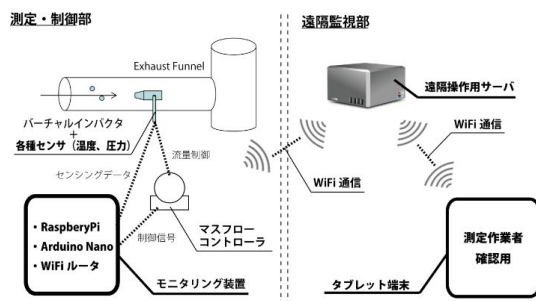 測定・制御部
Exhaust Funnel
バーチャルインパクタ
+
各種センサ（温度、圧力）
センシングデータ
流量制御
制御信号
マスフロー
コントローラ
・RaspberyPi
・Arduino Nano
・WiFi ルータ
モニタリング装置
遠隔監視部
遠隔操作用サーバ
WiFi 通信
WiFi 通信
測定作業者
確認用
タブレット端末